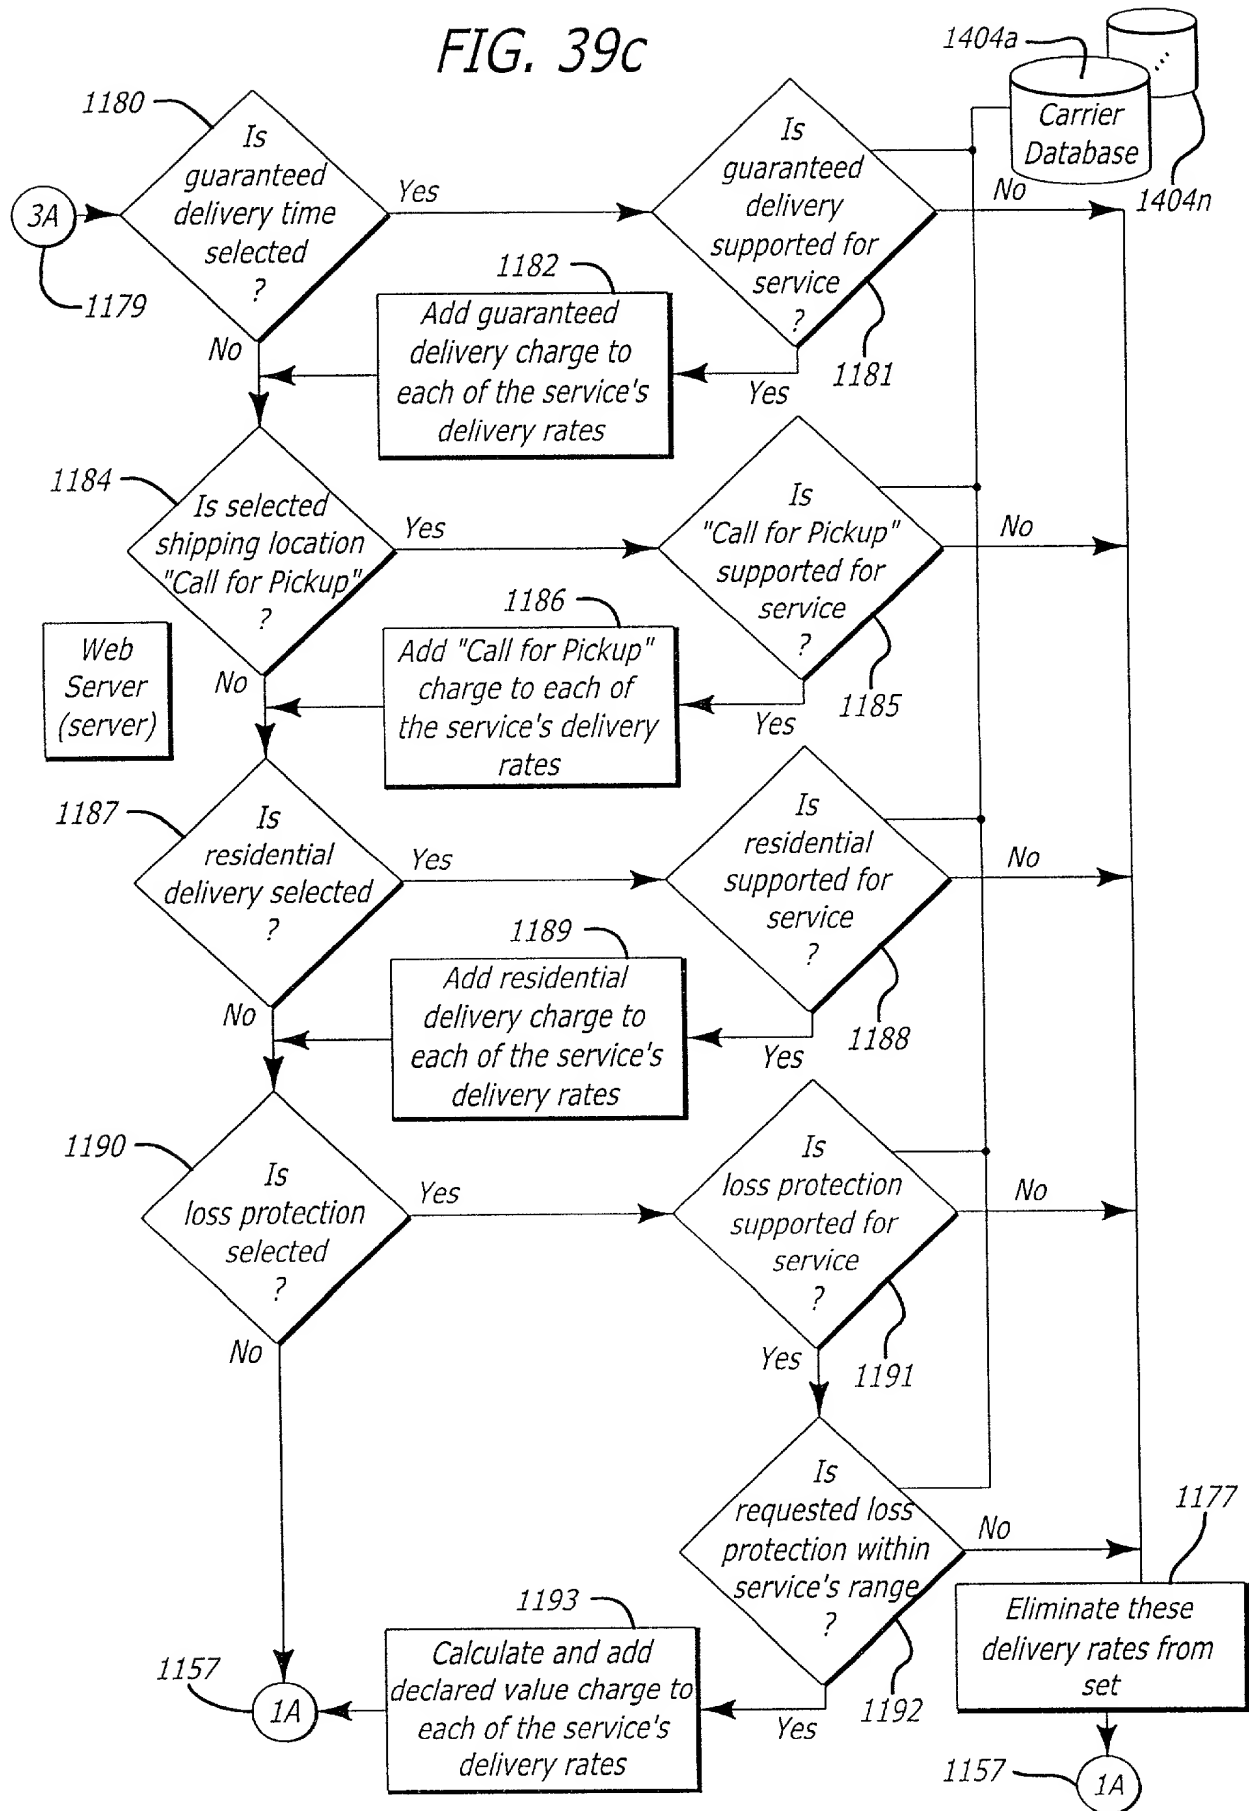 FIG. 39c
1404a
Carrier
Database
1404n
1180
Is
guaranteed
delivery time
selected
?
Yes
3A
1179
No
Is
guaranteed
delivery
supported for
service
?
No
1181
Yes
1182
Add guaranteed
delivery charge to
each of the service's
delivery rates
1184
Is selected
shipping location
"Call for Pickup"
?
Yes
No
Is
"Call for Pickup"
supported for
service
?
No
1185
Yes
1186
Add "Call for Pickup"
charge to each of
the service's delivery
rates
Web
Server
(server)
1187
Is
residential
delivery selected
?
Yes
No
Is
residential
supported for
service
?
No
1188
Yes
1189
Add residential
delivery charge to
each of the service's
delivery rates
1190
Is
loss protection
selected
?
Yes
No
Is
loss protection
supported for
service
?
No
1191
Yes
Is
requested loss
protection within
service's range
?
No
1192
Yes
1177
Eliminate these
delivery rates from
set
1193
Calculate and add
declared value charge to
each of the service's
delivery rates
1157
1A
1157
1A